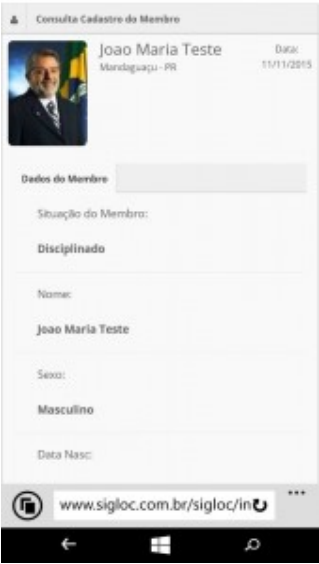 Consulta Cadastro do Membro
Joao Maria Teste
Data:
Mandaguaçu - PR
11/11/2015
Dados do Membro
Situação do Membro:
Disciplinado
Nome:
Joao Maria Teste
Sexo:
Masculino
Data Nasc:
www.sigloc.com.br/sigloc/in